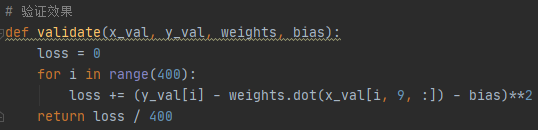 # 验证效果
def validate(x_val, y_val, weights, bias):
    loss = 0
    for i in range(400):
        loss += (y_val[i] - weights.dot(x_val[i, 9, :]) - bias)**2
    return loss / 400